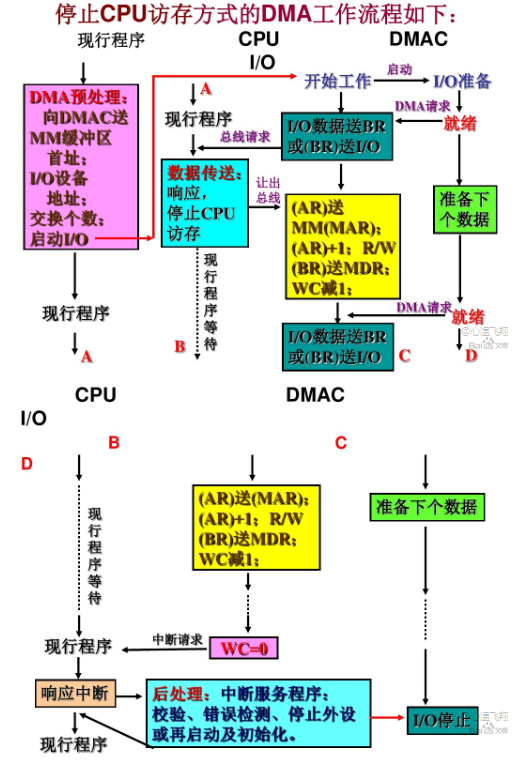 停止CPU访存方式的DMA工作流程如下：
现行程序
CPU
DMAC
I/O
A
开始工作
启动
I/O准备
DMA预处理：
向DMAC送
MM缓冲区
首址；
I/O设备
地址；
交换个数；
启动I/O
现行程序
A
现行程序
总线请求
数据传送：
响应，
停止CPU
访存
让出
总线
现行程序等待
B
I/O数据送BR
或(BR)送I/O
DMA请求
就绪
(AR)送
MM(MAR)；
(AR)+1；R/W
(BR)送MDR；
WC减1；
准备下
个数据
DMA请求
就绪
I/O数据送BR
或(BR)送I/O
C
D
CPU
DMAC
I/O
B
C
D
现行程序等待
(AR)送(MAR)；
(AR)+1；R/W
(BR)送MDR；
WC减1；
准备下个数据
现行程序
中断请求
WC=0
响应中断
后处理：中断服务程序：
校验、错误检测、停止外设
或再启动及初始化。
I/O停止
现行程序